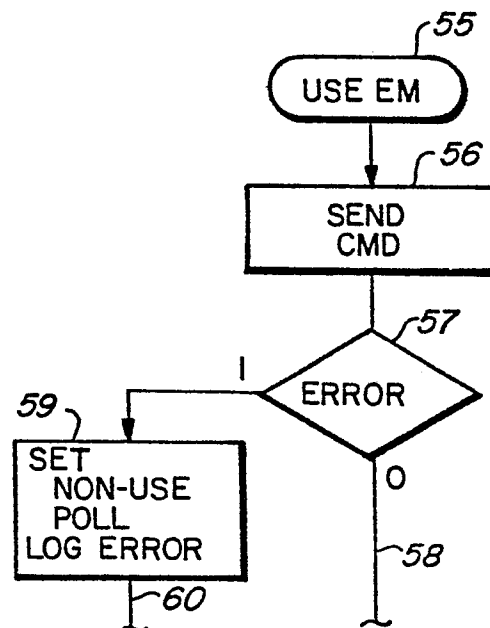 55
USE EM
56
SEND
CMD
57
1
ERROR
59
0
SET
NON-USE
POLL
LOG ERROR
58
60